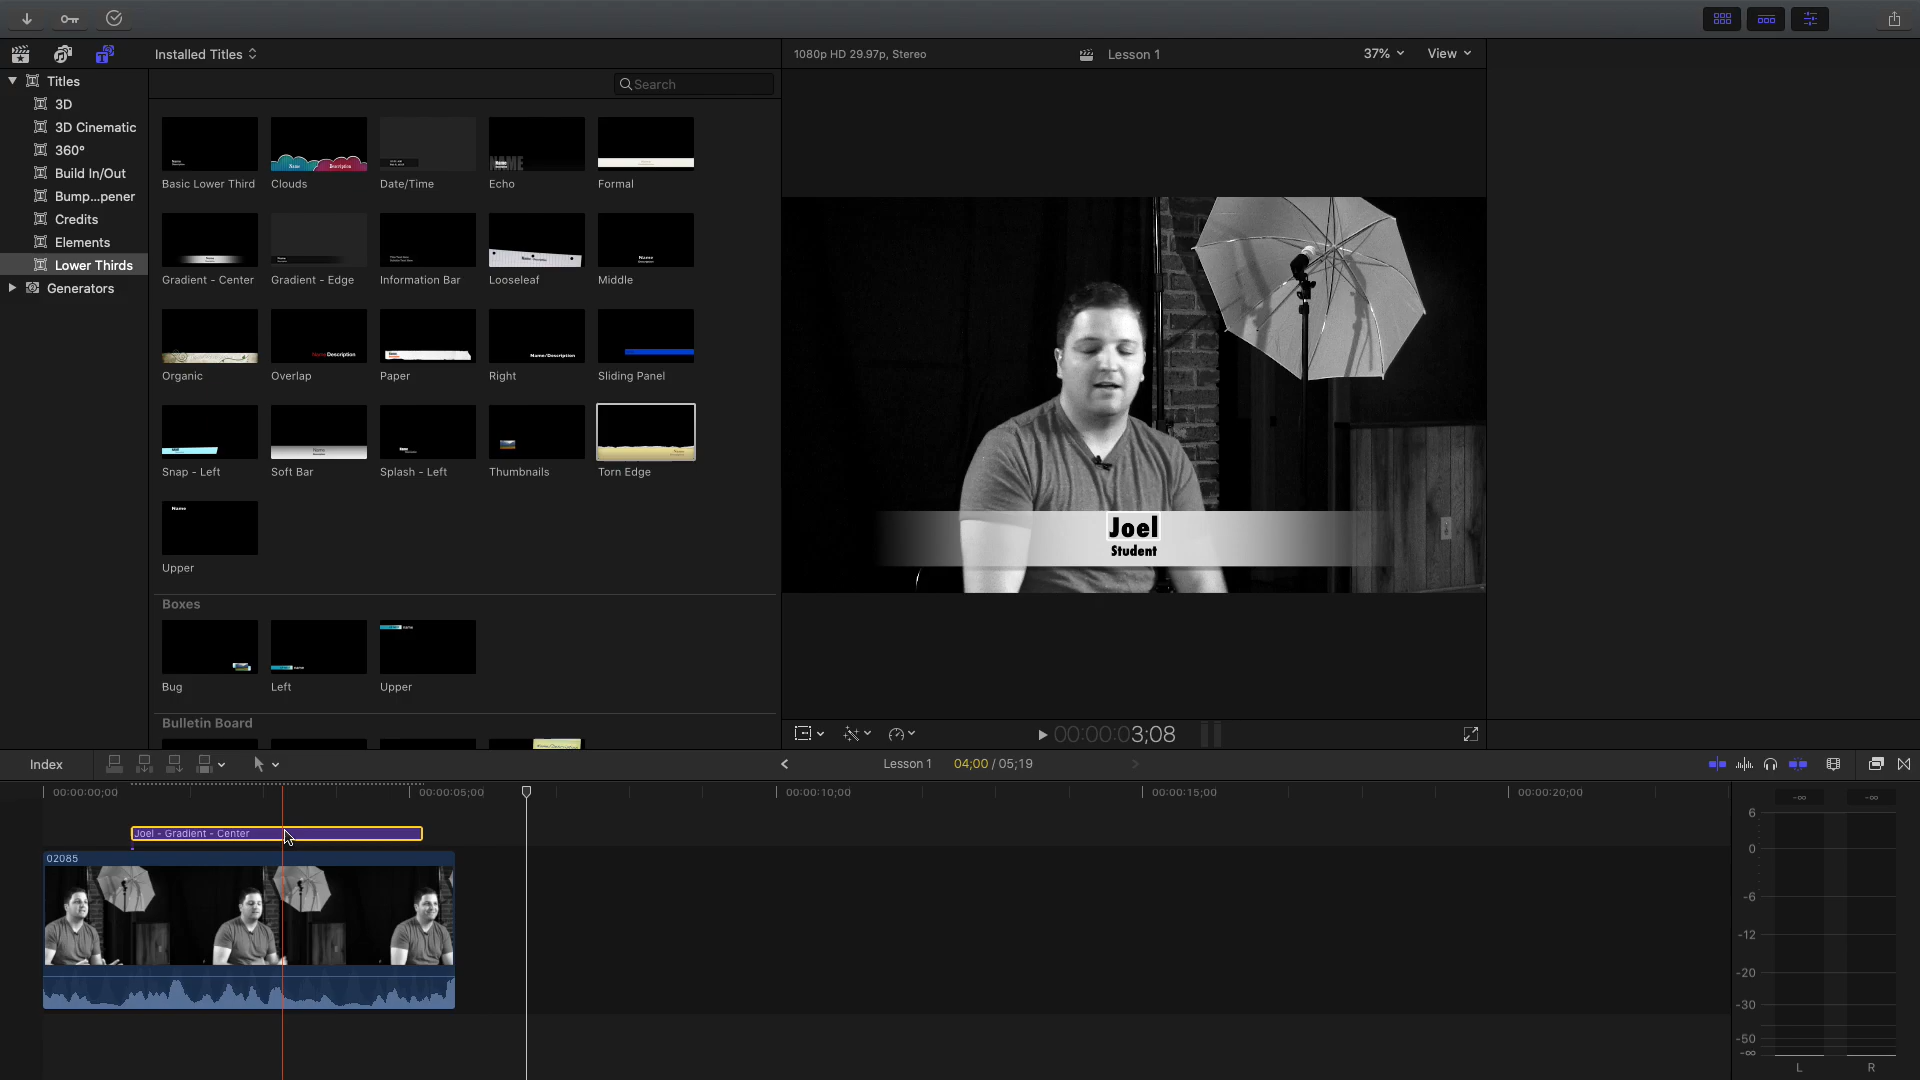 Installed Titles
1080p HD 29.97p, Stereo
Lesson 1
37%
View
Titles
Search
3D
3D Cinematic
360°
Build In/Out
Bump...pener
Credits
Elements
Lower Thirds
Generators
Basic Lower Third
Clouds
Date/Time
Echo
Formal
Gradient - Center
Gradient - Edge
Information Bar
Looseleaf
Middle
Organic
Overlap
Paper
Right
Sliding Panel
Snap - Left
Soft Bar
Splash - Left
Thumbnails
Torn Edge
Upper
Boxes
Bug
Left
Upper
Bulletin Board
Joel
Student
00:00:03;08
Index
Lesson 1
04;00 / 05;19
00:00:00;00
00:00:05;00
00:00:10;00
00:00:15;00
00:00:20;00
Joel - Gradient - Center
02085
-∞ -∞
6
0
-6
-12
-20
-30
-50
-∞
L R